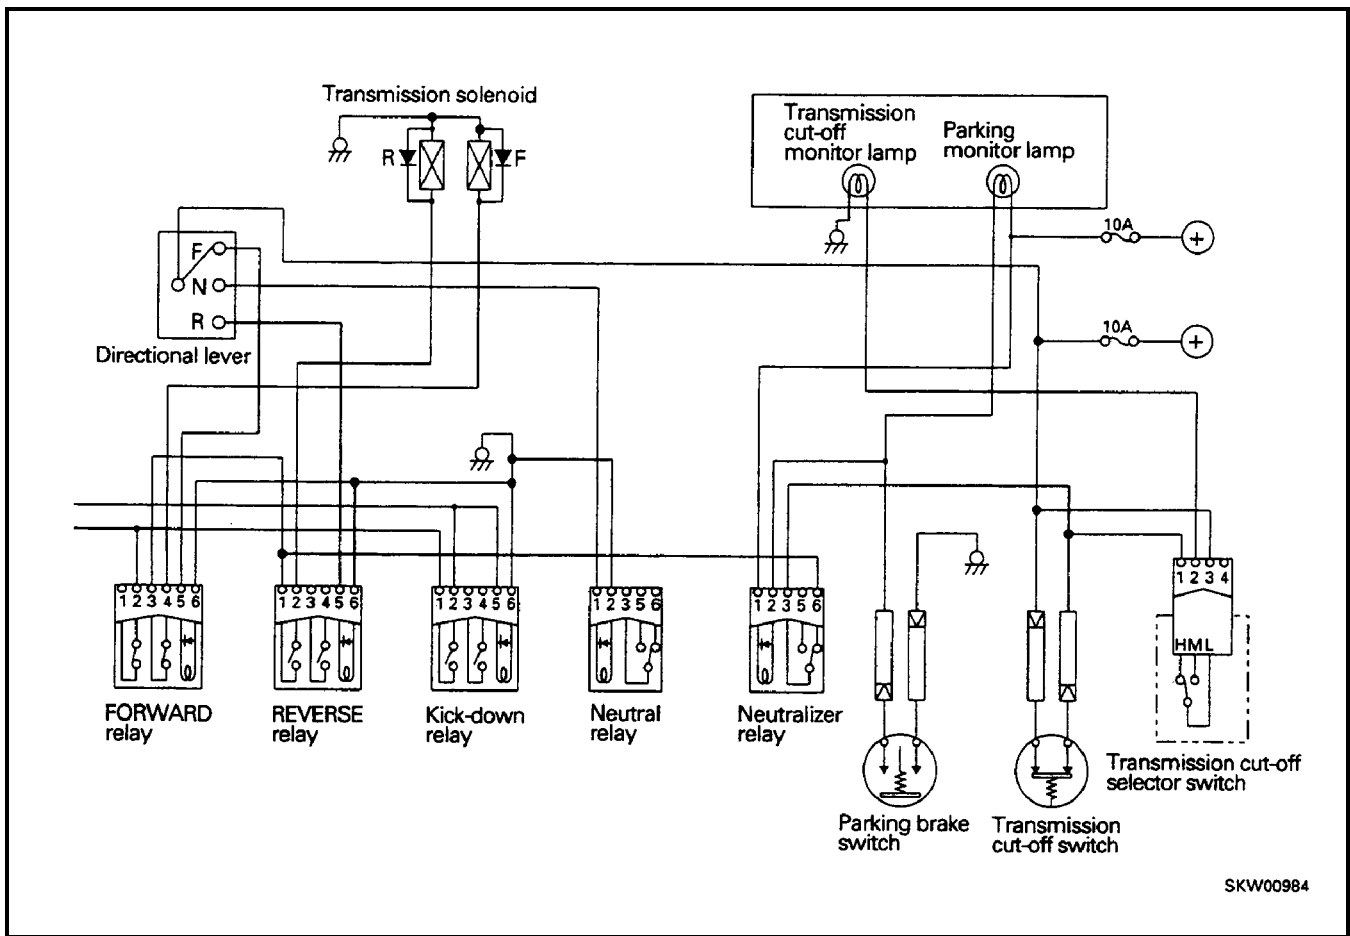 Transmission solenoid
R
F
Transmission
cut-off
monitor lamp
Parking
monitor lamp
10A
+
F
N
R
Directional lever
10A
+
1 2 3 4 5 6
FORWARD
relay
1 2 3 4 5 6
REVERSE
relay
1 2 3 4 5 6
Kick-down
relay
1 2 3 5 6
Neutral
relay
1 2 3 5 6
Neutralizer
relay
Parking brake
switch
Transmission
cut-off switch
1 2 3 4
HML
Transmission cut-off
selector switch
SKW00984